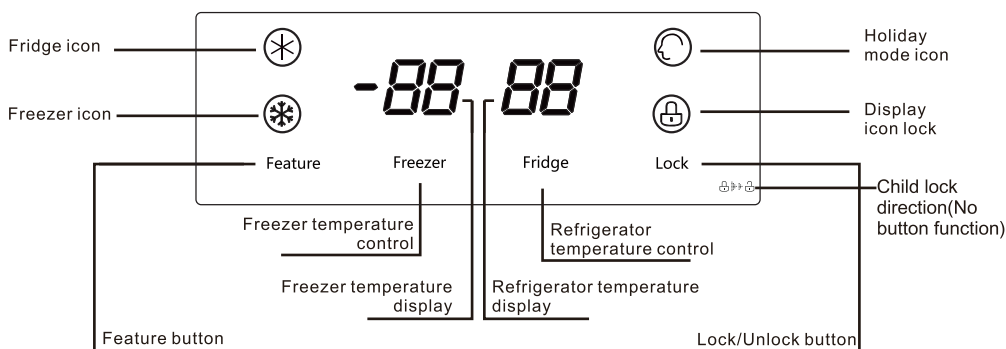 Fridge icon
Freezer icon
-88 88
Holiday
mode icon
Display
icon lock
Feature Freezer Fridge Lock
Child lock
direction(No
button function)
Freezer temperature
control
Refrigerator
temperature control
Freezer temperature
display
Refrigerator temperature
display
Feature button
Lock/Unlock button